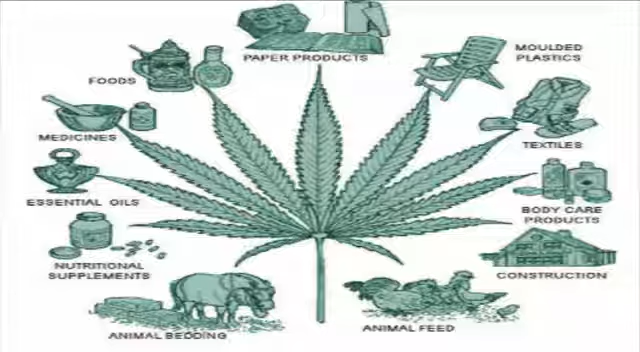 PAPER PRODUCTS
MOULDED
PLASTICS
FOODS
MEDICINES
TEXTILES
ESSENTIAL OILS
BODY CARE
PRODUCTS
NUTRITIONAL
SUPPLEMENTS
CONSTRUCTION
ANIMAL BEDDING
ANIMAL FEED